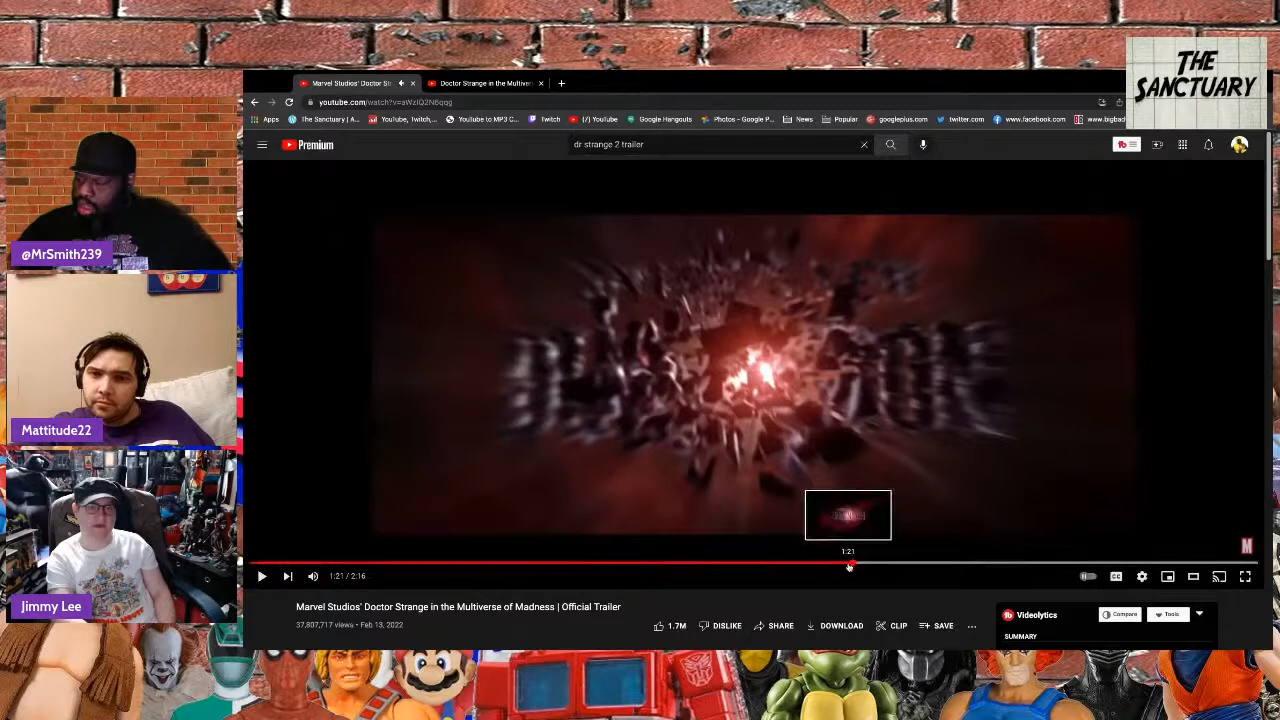 THE
SANCTUARY
Marvel Studios' Doctor Str
Doctor Strange in the Multiver
youtube.com/watch?v=aWzlQ2N6qqg
Apps
The Sanctuary | A...
YouTube, Twitch,...
YouTube to MP3 C...
Twitch
(/) YouTube
Google Hangouts
Photos - Google P...
News
Popular
googleplus.com
twitter.com
www.facebook.com
www.bigbad
Premium
dr strange 2 trailer
@MrSmith239
Mattitude22
Jimmy Lee
1:21
M
1:21 / 2:16
CC
Marvel Studios' Doctor Strange in the Multiverse of Madness | Official Trailer
37,807,717 views • Feb 13, 2022
1.7M
DISLIKE
SHARE
DOWNLOAD
CLIP
SAVE
Videolytics
Compare
Tools
SUMMARY